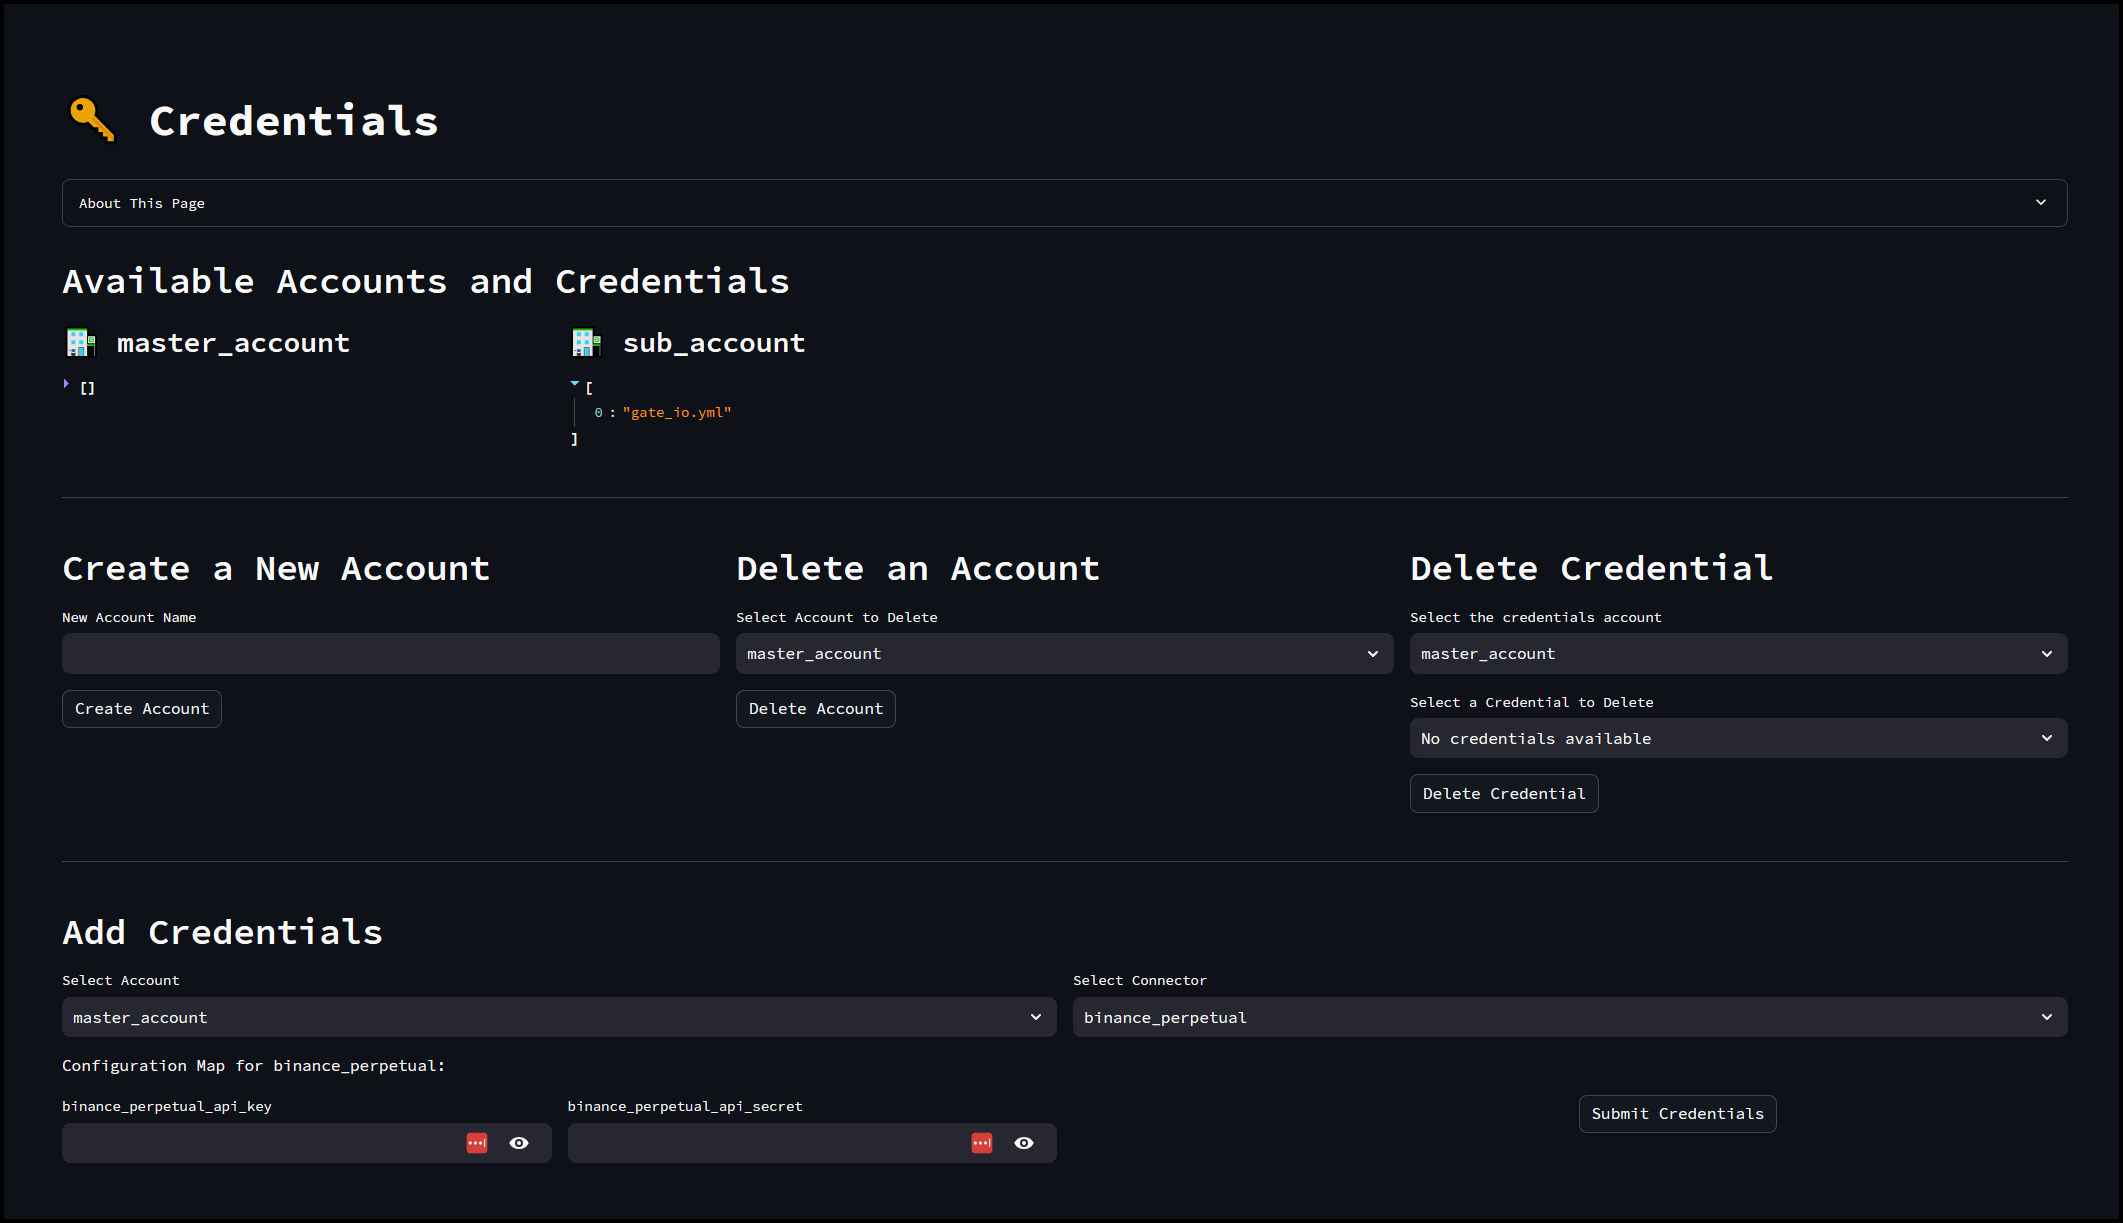 Credentials
About This Page
Available Accounts and Credentials
master_account
[]
sub_account
[
0 : "gate_io.yml"
]
Create a New Account
New Account Name
Create Account
Delete an Account
Select Account to Delete
master_account
Delete Account
Delete Credential
Select the credentials account
master_account
Select a Credential to Delete
No credentials available
Delete Credential
Add Credentials
Select Account
master_account
Select Connector
binance_perpetual
Configuration Map for binance_perpetual:
binance_perpetual_api_key
binance_perpetual_api_secret
Submit Credentials